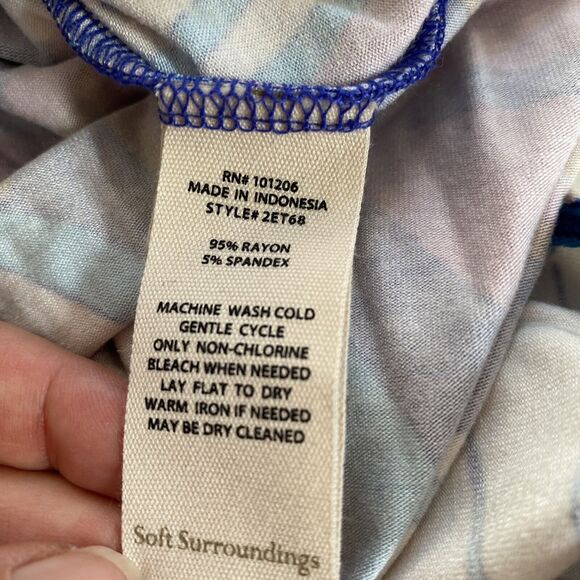 RN# 101206
MADE IN INDONESIA
STYLE# 2ET68
95% RAYON
5% SPANDEX
MACHINE WASH COLD
GENTLE CYCLE
ONLY NON-CHLORINE
BLEACH WHEN NEEDED
LAY FLAT TO DRY
WARM IRON IF NEEDED
MAY BE DRY CLEANED
Soft Surroundings